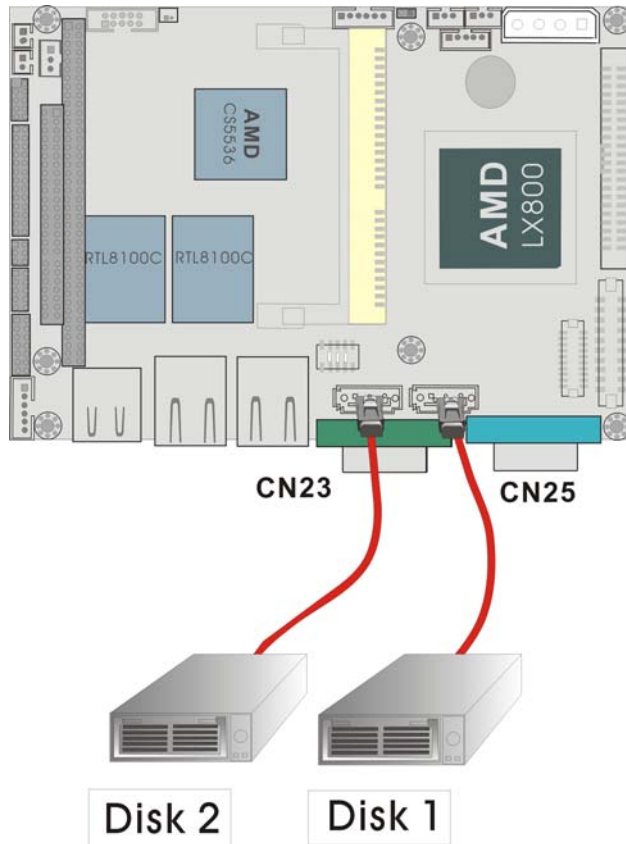 AMD
CS5536
AMD
LX800
RTL8100C
RTL8100C
CN23
CN25
Disk 2
Disk 1